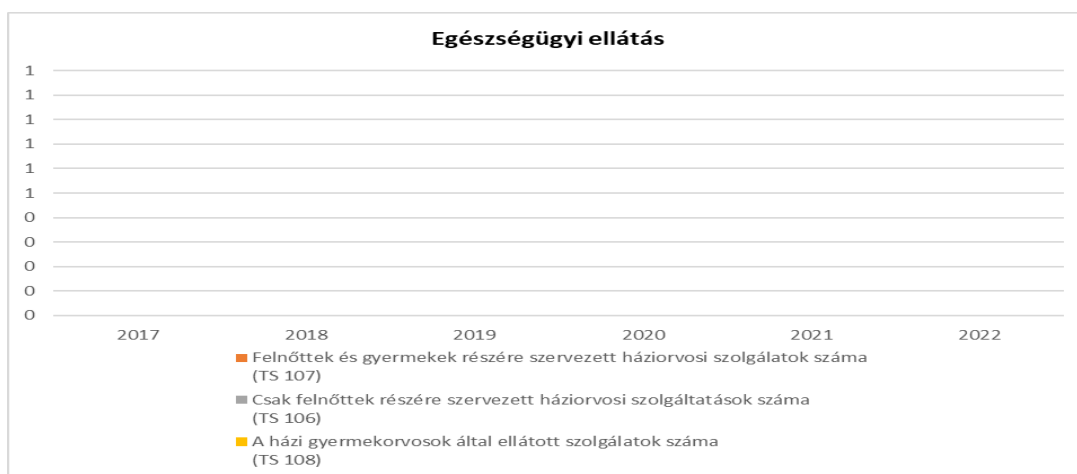 Egészségügyi ellátás
1
1
1
1
1
1
0
0
0
0
0
2017 2018 2019 2020 2021 2022
Felnőttek és gyermekek részére szervezett háziorvosi szolgálatok száma
(TS 107)
Csak felnőttek részére szervezett háziorvosi szolgáltatások száma
(TS 106)
A házi gyermekorvosok által ellátott szolgálatok száma
(TS 108)